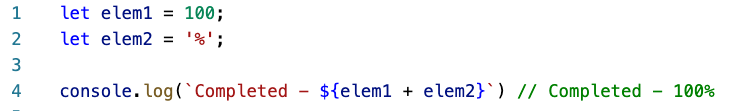 1 let elem1 = 100;
2 let elem2 = '%';
3
4 console.log(`Completed - ${elem1 + elem2}`) // Completed - 100%